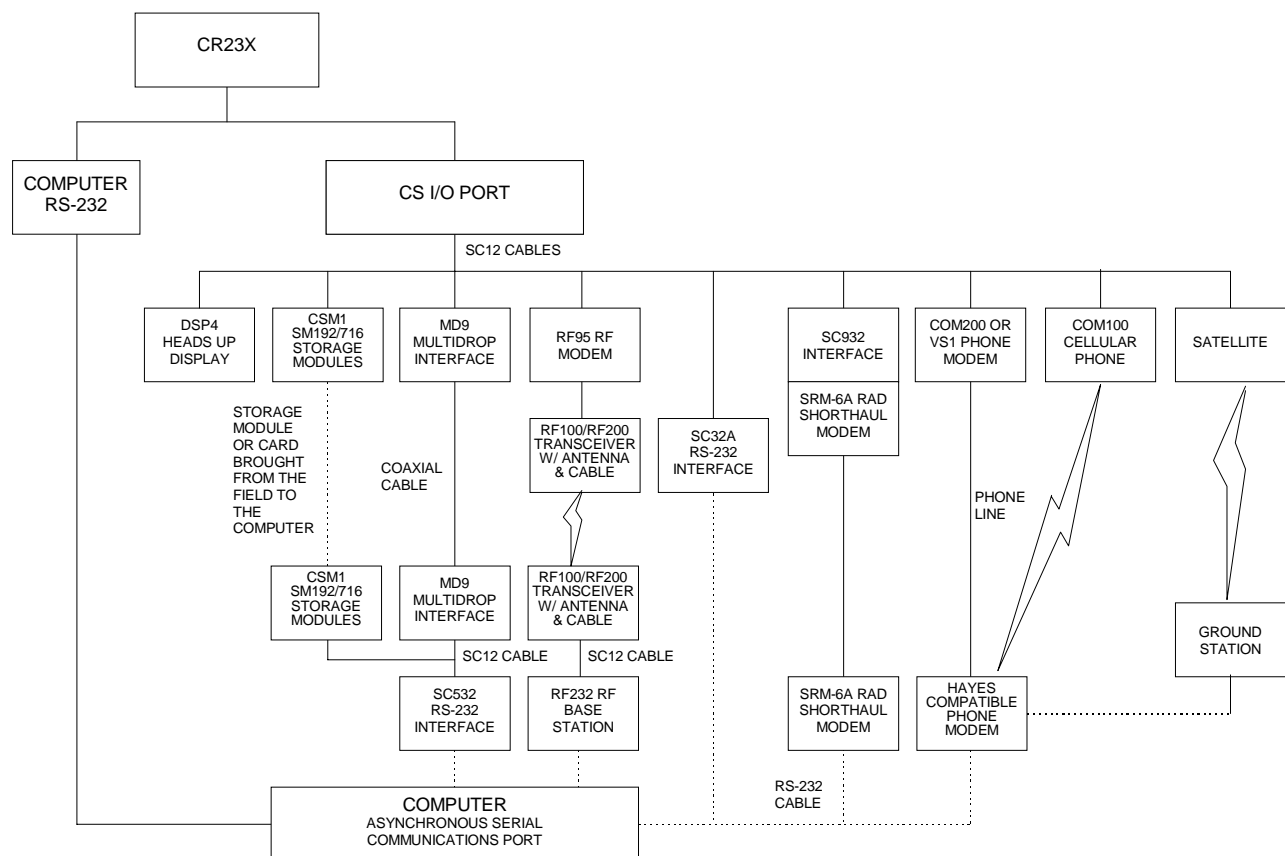 CR23X
COMPUTER
RS-232
CS I/O PORT
SC12 CABLES
DSP4
HEADS UP
DISPLAY
CSM1
SM192/716
STORAGE
MODULES
MD9
MULTIDROP
INTERFACE
RF95 RF
MODEM
SC932
INTERFACE
COM200 OR
VS1 PHONE
MODEM
COM100
CELLULAR
PHONE
SATELLITE
SRM-6A RAD
SHORTHAUL
MODEM
STORAGE
MODULE
OR CARD
BROUGHT
FROM THE
FIELD TO
THE
COMPUTER
COAXIAL
CABLE
RF100/RF200
TRANSCEIVER
W/ ANTENNA
& CABLE
SC32A
RS-232
INTERFACE
PHONE
LINE
CSM1
SM192/716
STORAGE
MODULES
MD9
MULTIDROP
INTERFACE
RF100/RF200
TRANSCEIVER
W/ ANTENNA
& CABLE
GROUND
STATION
SC12 CABLE
SC12 CABLE
SC532
RS-232
INTERFACE
RF232 RF
BASE
STATION
SRM-6A RAD
SHORTHAUL
MODEM
HAYES
COMPATIBLE
PHONE
MODEM
RS-232
CABLE
COMPUTER
ASYNCHRONOUS SERIAL
COMMUNICATIONS PORT